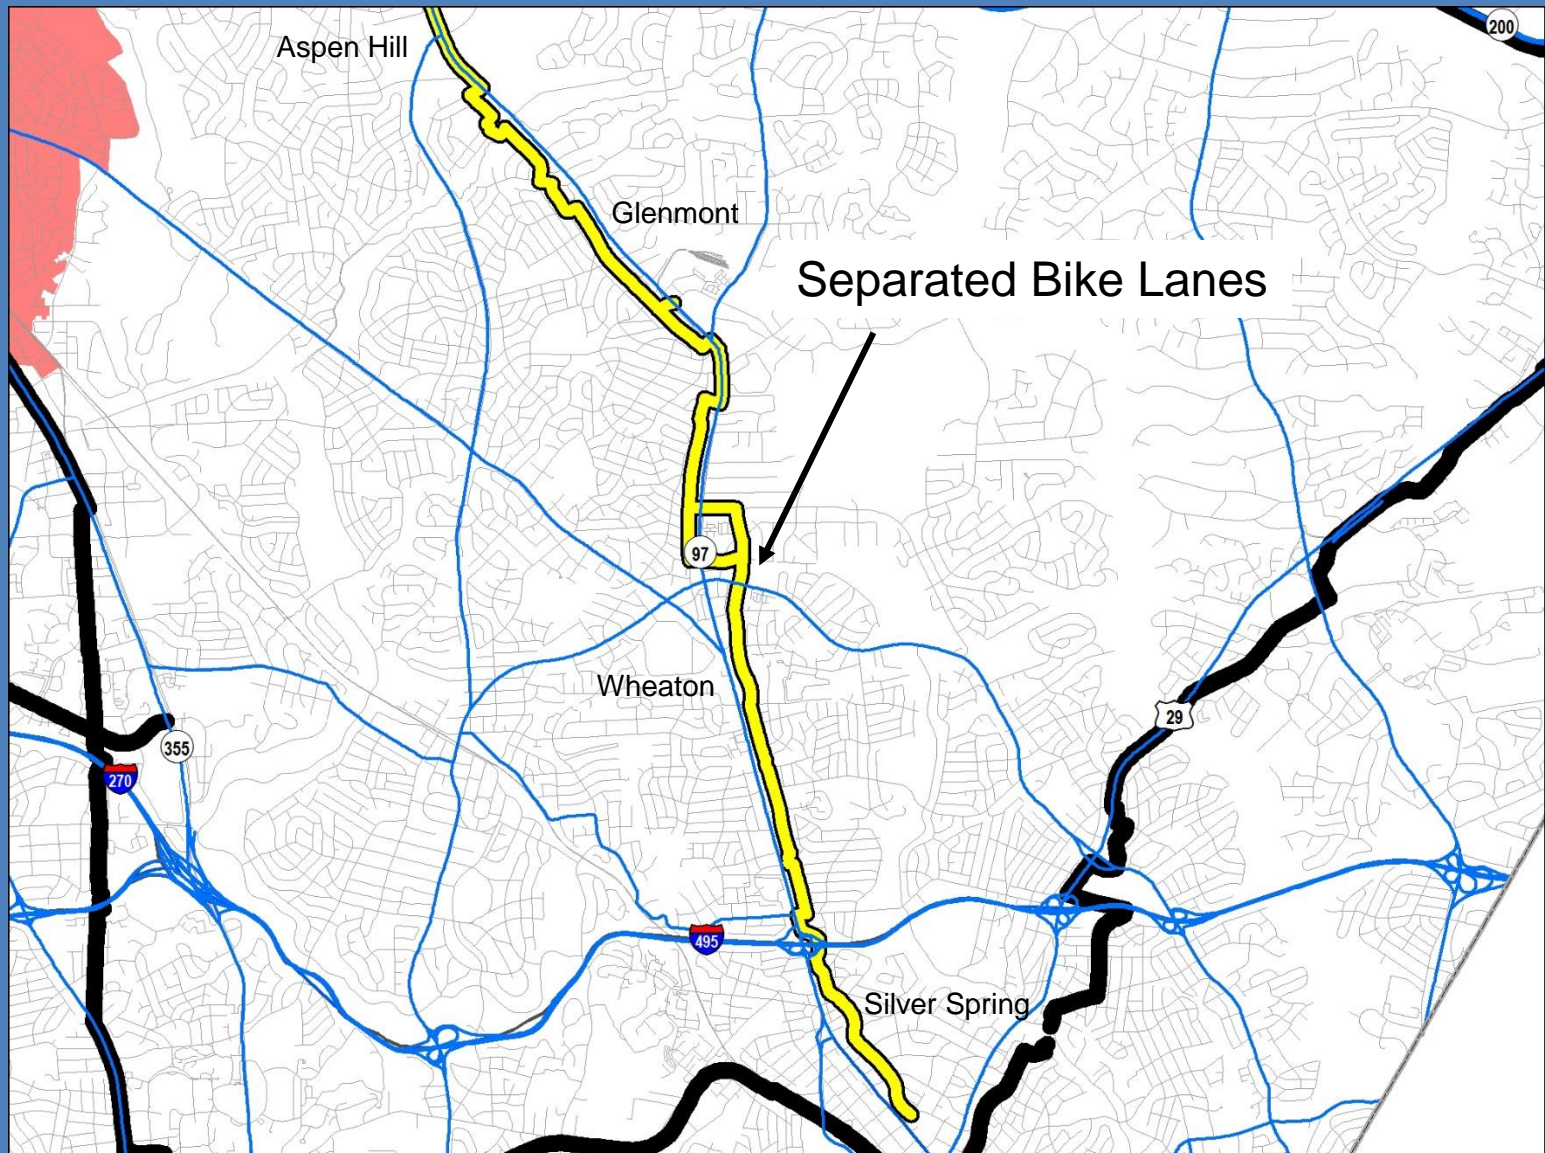 Aspen Hill
200
Glenmont
Separated Bike Lanes
97
Wheaton
29
355
270
495
Silver Spring